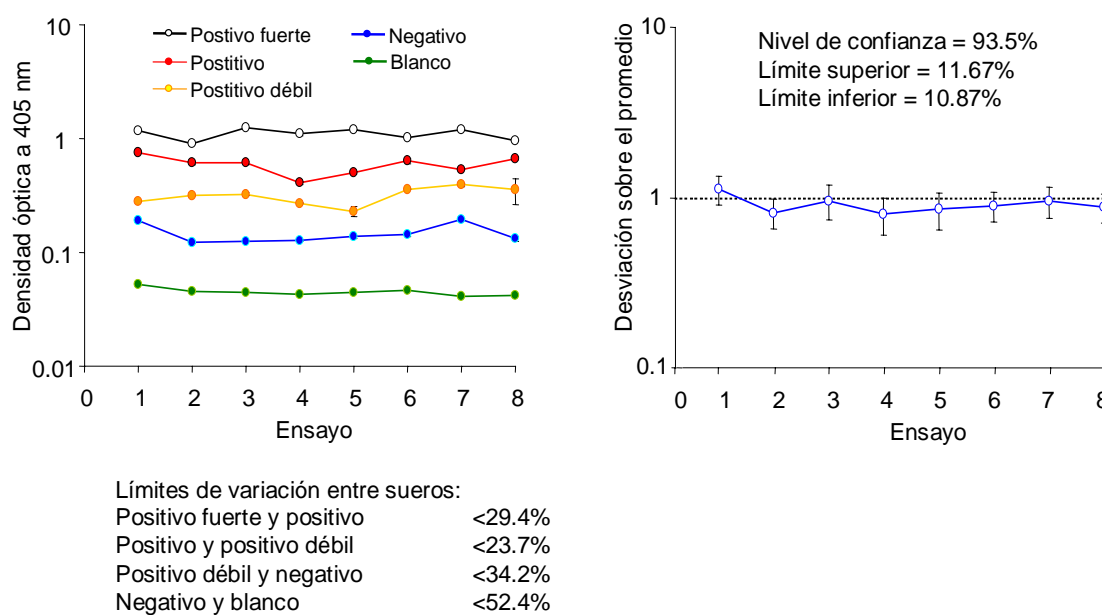 10
1
0.1
0.01
Densidad óptica a 405 nm
Postivo fuerte
Postitivo
Postitivo débil
Negativo
Blanco
0 1 2 3 4 5 6 7 8
Ensayo
10
1
0.1
Desviación sobre el promedio
Nivel de confianza = 93.5%
Límite superior = 11.67%
Límite inferior = 10.87%
0 1 2 3 4 5 6 7 8
Ensayo
Límites de variación entre sueros:
Positivo fuerte y positivo <29.4%
Positivo y positivo débil <23.7%
Positivo débil y negativo <34.2%
Negativo y blanco <52.4%